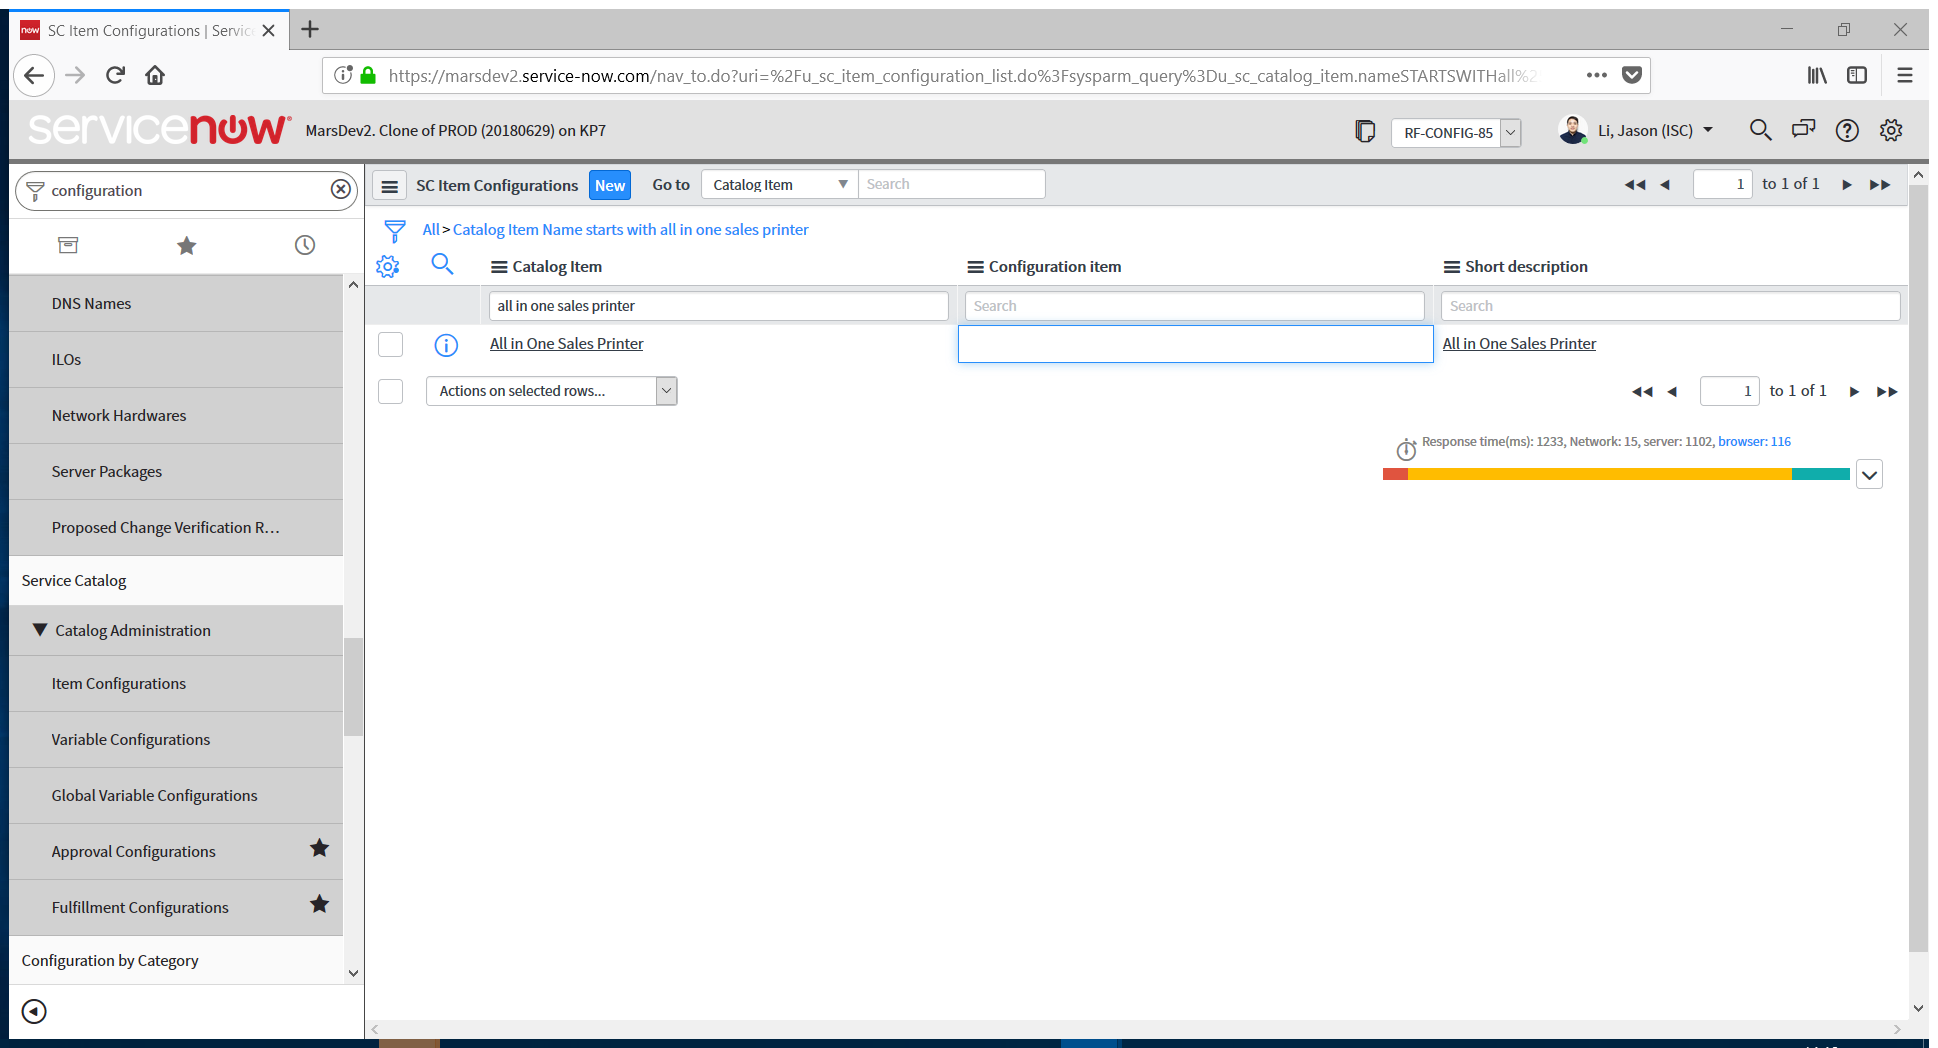 SC Item Configurations | Servic
https://marsdev2.service-now.com/nav_to.do?uri=%2Fu_sc_item_configuration_list.do%3Fsysparm_query%3Du_sc_catalog_item.nameSTARTSWITHall%2
servicenow MarsDev2. Clone of PROD (20180629) on KP7 RF-CONFIG-85 Li, Jason (ISC)
configuration
DNS Names
ILOs
Network Hardwares
Server Packages
Proposed Change Verification R...
Service Catalog
Catalog Administration
Item Configurations
Variable Configurations
Global Variable Configurations
Approval Configurations
Fulfillment Configurations
Configuration by Category
SC Item Configurations New Go to Catalog Item Search 1 to 1 of 1
All > Catalog Item Name starts with all in one sales printer
Catalog Item Configuration item Short description
all in one sales printer Search Search
All in One Sales Printer All in One Sales Printer
Actions on selected rows... 1 to 1 of 1
Response time(ms): 1233, Network: 15, server: 1102, browser: 116